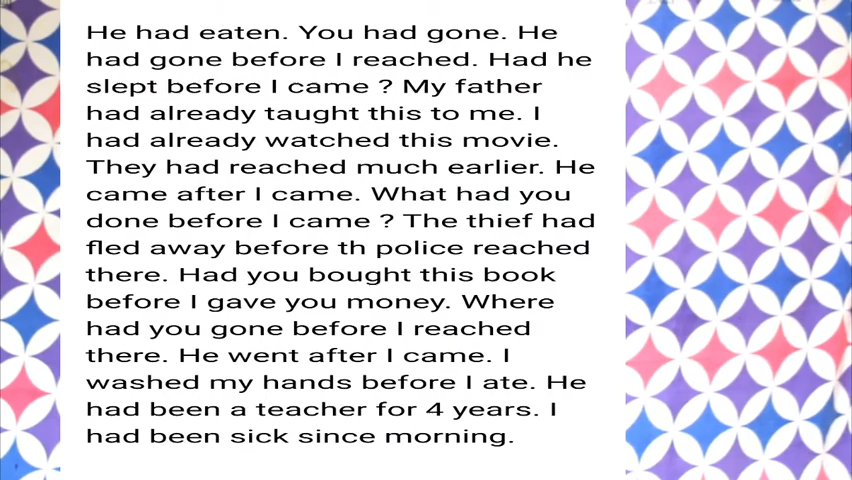 He had eaten. You had gone. He
had gone before I reached. Had he
slept before I came ? My father
had already taught this to me. I
had already watched this movie.
They had reached much earlier. He
came after I came. What had you
done before I came ? The thief had
fled away before th police reached
there. Had you bought this book
before I gave you money. Where
had you gone before I reached
there. He went after I came. I
washed my hands before I ate. He
had been a teacher for 4 years. I
had been sick since morning.